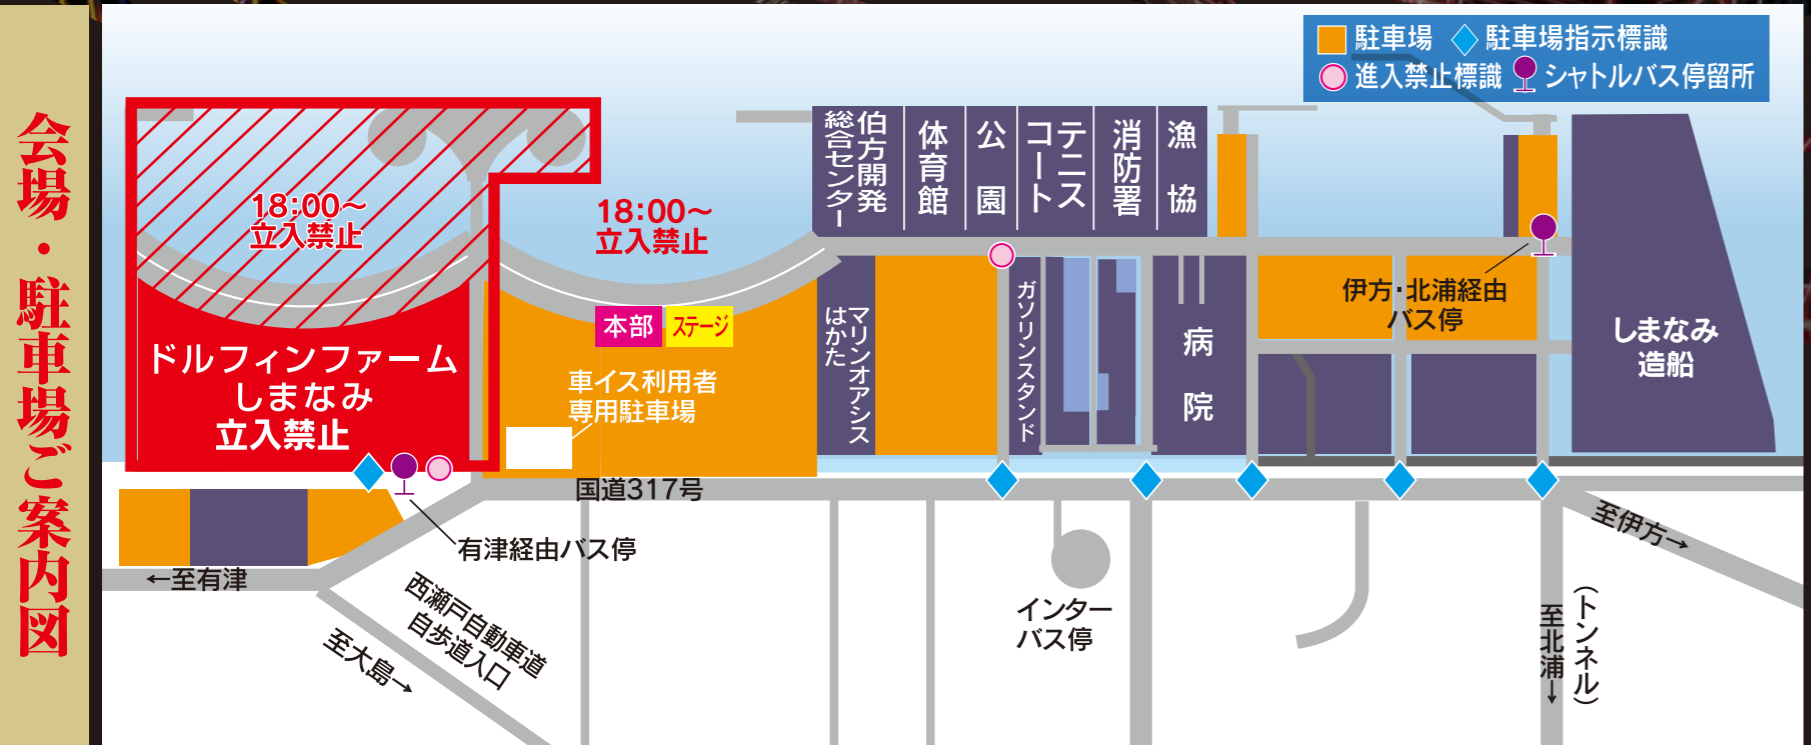 会場・駐車場ご案内図
駐車場
駐車場指示標識
進入禁止標識
シャトルバス停留所
18:00～
立入禁止
18:00～
立入禁止
ドルフィンファーム
しまなみ
立入禁止
本部
ステージ
車イス利用者
専用駐車場
伯方開発
総合センター
体育館
公園
テニス
コート
消防署
漁協
マリンオアシス
はかた
ガソリンスタンド
病院
伊方・北浦経由
バス停
しまなみ
造船
国道317号
有津経由バス停
←至有津
西瀬戸自動車道
自歩道入口
至大島→
インター
バス停
至伊方→
(トンネル)
至北浦→